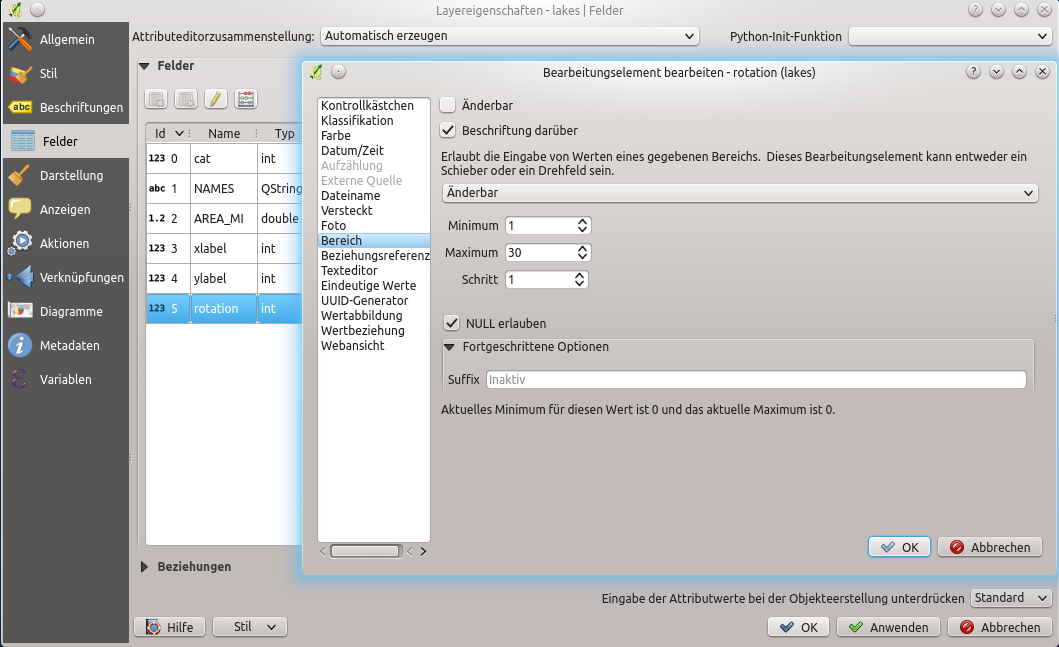 Layereigenschaften - lakes | Felder
Allgemein
Stil
abc Beschriftungen
Felder
Darstellung
Anzeigen
Aktionen
Verknüpfungen
Diagramme
Metadaten
Variablen
Attributeditorzusammenstellung: Automatisch erzeugen
Python-Init-Funktion
Felder
Id Name Typ
123 0 cat int
abc 1 NAMES QString
1.2 2 AREA_MI double
123 3 xlabel int
123 4 ylabel int
123 5 rotation int
Beziehungen
Bearbeitungselement bearbeiten - rotation (lakes)
Kontrollkästchen
Klassifikation
Farbe
Datum/Zeit
Aufzählung
Externe Quelle
Dateiname
Versteckt
Foto
Bereich
Beziehungsreferenz
Texteditor
Eindeutige Werte
UUID-Generator
Wertabbildung
Wertbeziehung
Webansicht
Änderbar
Beschriftung darüber
Erlaubt die Eingabe von Werten eines gegebenen Bereichs. Dieses Bearbeitungselement kann entweder ein
Schieber oder ein Drehfeld sein.
Änderbar
Minimum 1
Maximum 30
Schritt 1
NULL erlauben
Fortgeschrittene Optionen
Suffix Inaktiv
Aktuelles Minimum für diesen Wert ist 0 und das aktuelle Maximum ist 0.
OK Abbrechen
Eingabe der Attributwerte bei der Objekteerstellung unterdrücken Standard
Hilfe Stil OK Anwenden Abbrechen